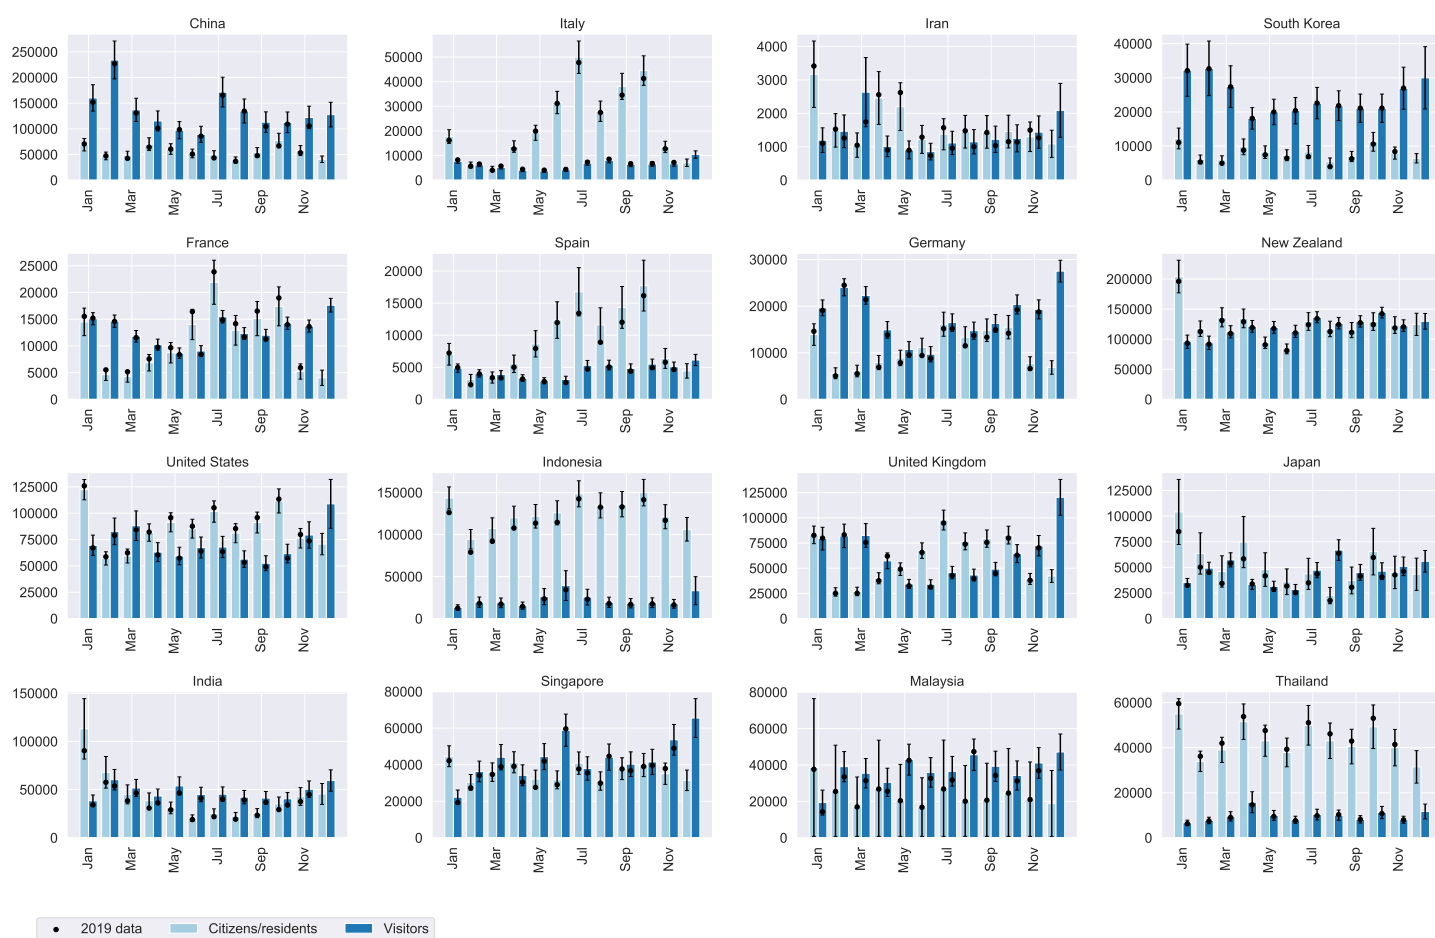 China Italy Iran South Korea
250000 200000 150000 100000 50000 0
50000 40000 30000 20000 10000 0
4000 3000 2000 1000 0
40000 30000 20000 10000 0
Jan Mar May Jul Sep Nov Jan Mar May Jul Sep Nov Jan Mar May Jul Sep Nov Jan Mar May Jul Sep Nov
France Spain Germany New Zealand
25000 20000 15000 10000 5000 0
20000 15000 10000 5000 0
30000 20000 10000 0
200000 150000 100000 50000 0
Jan Mar May Jul Sep Nov Jan Mar May Jul Sep Nov Jan Mar May Jul Sep Nov Jan Mar May Jul Sep Nov
United States Indonesia United Kingdom Japan
125000 100000 75000 50000 25000 0
150000 100000 50000 0
125000 100000 75000 50000 25000 0
125000 100000 75000 50000 25000 0
Jan Mar May Jul Sep Nov Jan Mar May Jul Sep Nov Jan Mar May Jul Sep Nov Jan Mar May Jul Sep Nov
India Singapore Malaysia Thailand
150000 100000 50000 0
80000 60000 40000 20000 0
80000 60000 40000 20000 0
60000 40000 20000 0
Jan Mar May Jul Sep Nov Jan Mar May Jul Sep Nov Jan Mar May Jul Sep Nov Jan Mar May Jul Sep Nov
2019 data Citizens/residents Visitors